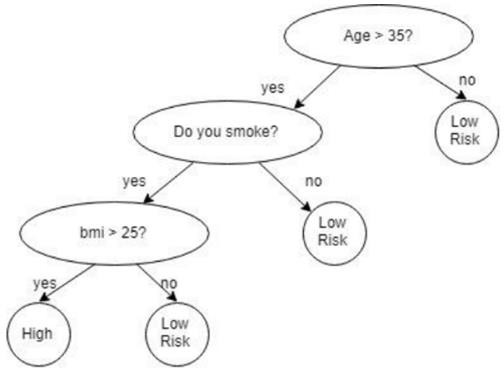 Age > 35?
yes
no
Low
Risk
Do you smoke?
yes
no
Low
Risk
bmi > 25?
yes
no
High
Low
Risk